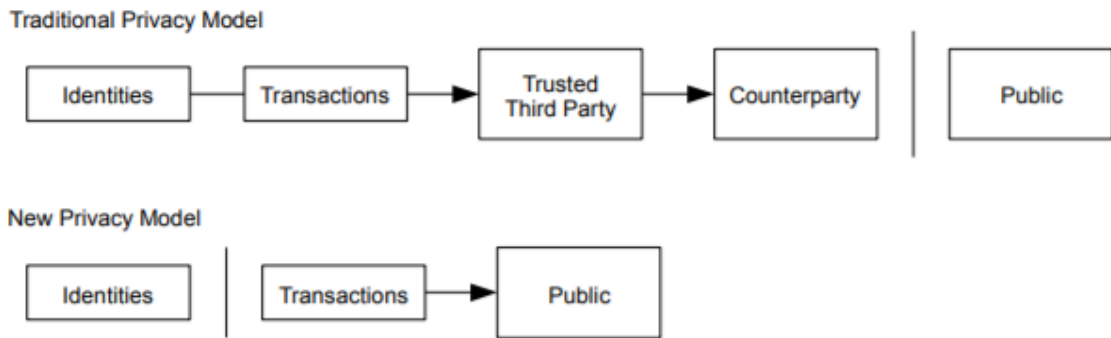 Traditional Privacy Model
Identities
Transactions
Trusted
Third Party
Counterparty
Public
New Privacy Model
Identities
Transactions
Public